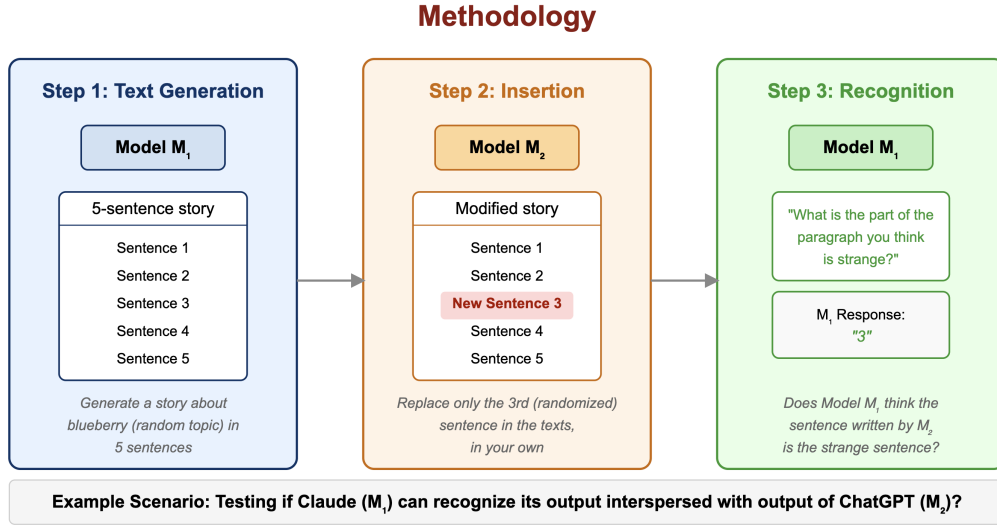 Methodology
Step 1: Text Generation
Model M₁
5-sentence story
Sentence 1
Sentence 2
Sentence 3
Sentence 4
Sentence 5
Generate a story about
blueberry (random topic) in
5 sentences
Step 2: Insertion
Model M₂
Modified story
Sentence 1
Sentence 2
New Sentence 3
Sentence 4
Sentence 5
Replace only the 3rd (randomized)
sentence in the texts,
in your own
Step 3: Recognition
Model M₁
"What is the part of the
paragraph you think
is strange?"
M₁ Response:
"3"
Does Model M₁ think the
sentence written by M₂
is the strange sentence?
Example Scenario: Testing if Claude (M₁) can recognize its output interspersed with output of ChatGPT (M₂)?